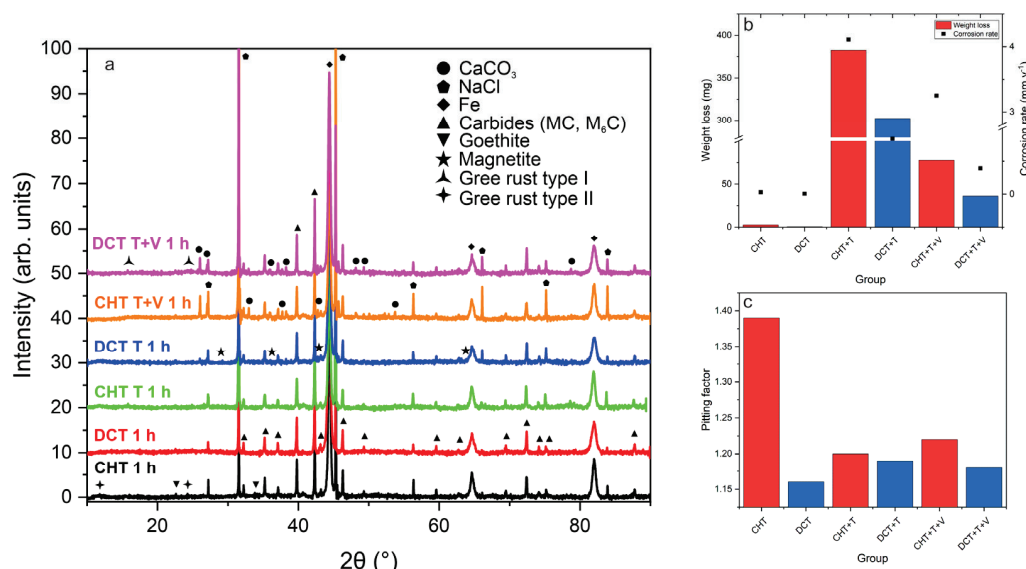 a
100
90
80
70
60
50
40
30
20
10
0
Intensity (arb. units)
CaCO3
NaCl
Fe
Carbides (MC, M6C)
Goethite
Magnetite
Gree rust type I
Gree rust type II
DCT T+V 1 h
CHT T+V 1 h
DCT T 1 h
CHT T 1 h
DCT 1 h
CHT 1 h
20 40 60 80
2θ (°)
b
Weight loss
Corrosion rate
400
350
300
50
0
Weight loss (mg)
4
3
0
Corrosion rate (mm y-1)
CHT DCT CHT+T DCT+T CHT+T+V DCT+T+V
Group
c
1.40
1.35
1.30
1.25
1.20
1.15
Pitting factor
CHT DCT CHT+T DCT+T CHT+T+V DCT+T+V
Group